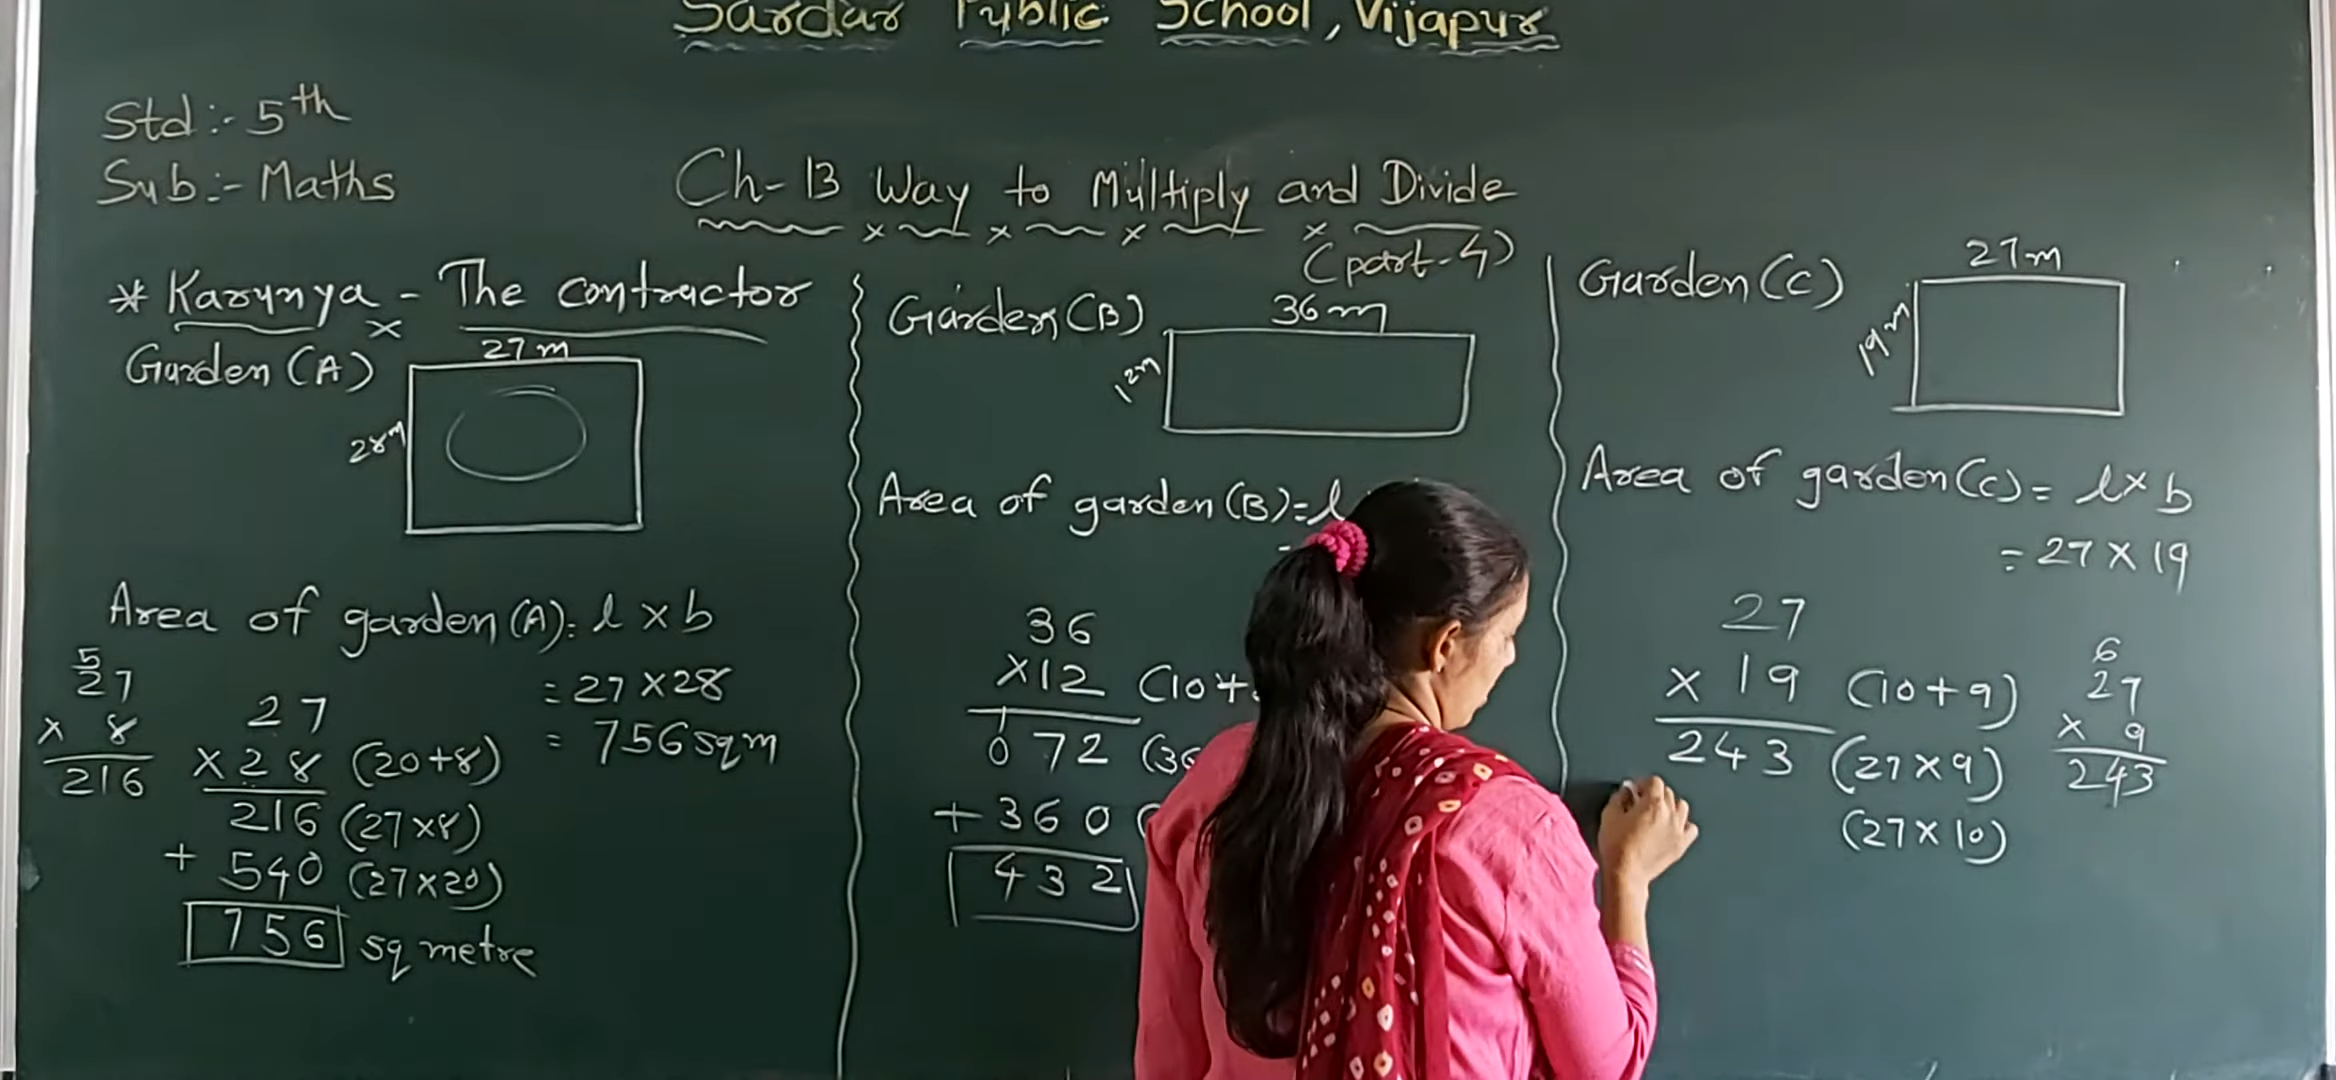 Sardar Public School, Vijapur
Std :- 5th
Sub :- Maths
Ch-13 Way to Multiply and Divide
(part-4)
* Karunya - The contractor
Garden (A)
27 m
28 m
Area of garden (A) = l x b
= 27 x 28
= 756 sq m
5
27
x 8
216
27
x 28 (20+8)
216 (27x8)
+ 540 (27x20)
756 sq metre
Garden (B)
36 m
12 m
Area of garden (B) = l
=
36
x 12 (10+
1
072 (36
+ 360 (
432
Garden (C)
27 m
19 m
Area of garden (C) = l x b
= 27 x 19
27
x 19 (10+9)
243 (27 x 9)
(27 x 10)
6
27
x 9
243